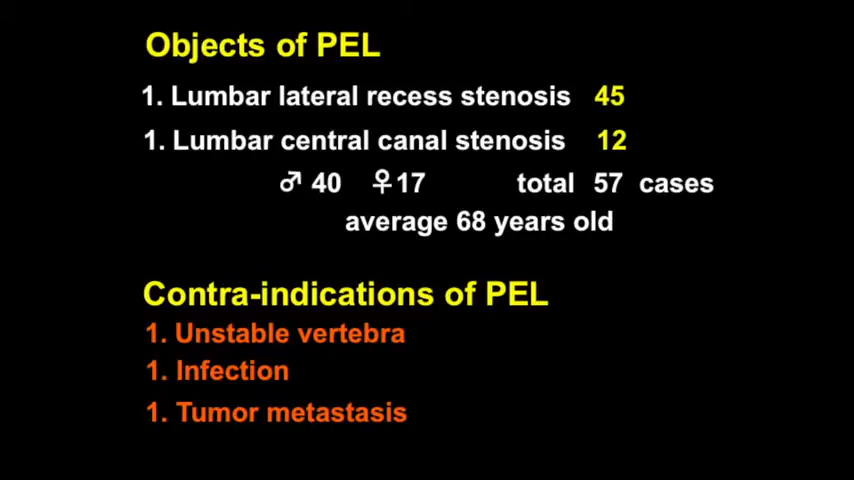 Objects of PEL
1. Lumbar lateral recess stenosis 45
1. Lumbar central canal stenosis 12
♂ 40 ♀ 17 total 57 cases
average 68 years old
Contra-indications of PEL
1. Unstable vertebra
1. Infection
1. Tumor metastasis